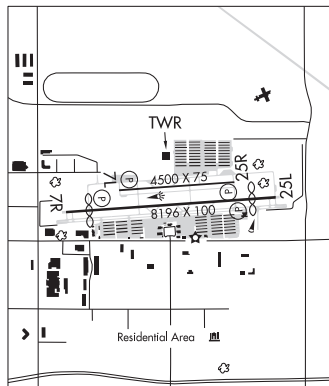 TWR
7L
25R
4500 X 75
P
P
7R
25L
8196 X 100
P
Residential Area